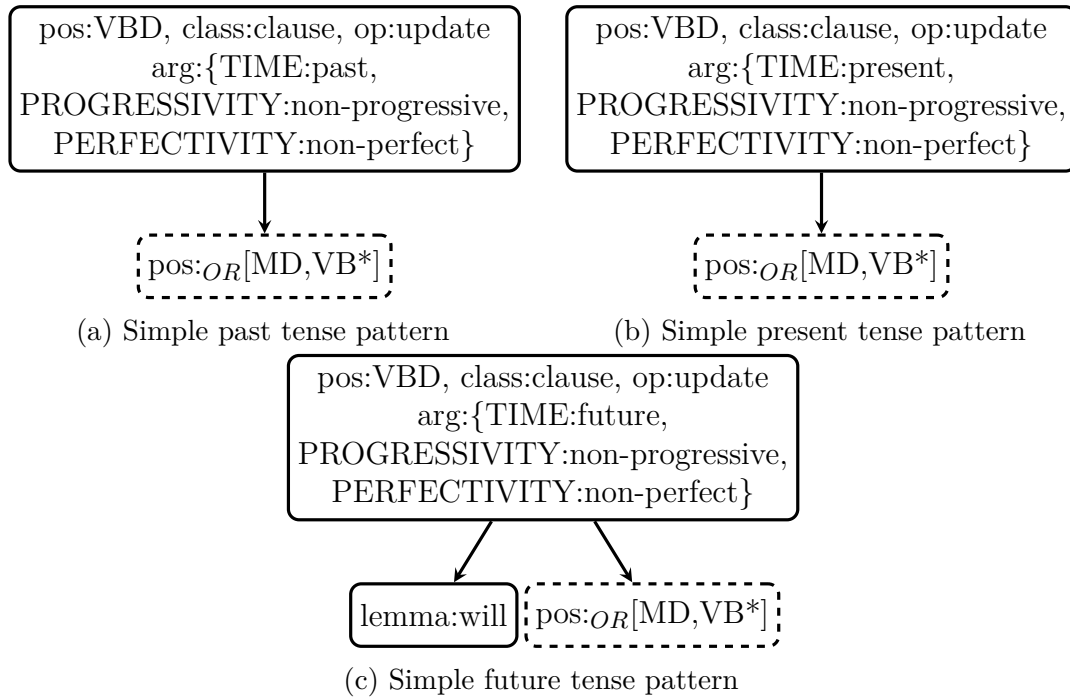 pos:VBD, class:clause, op:update
arg:{TIME:past,
PROGRESSIVITY:non-progressive,
PERFECTIVITY:non-perfect}
pos:OR[MD,VB*]
(a) Simple past tense pattern
pos:VBD, class:clause, op:update
arg:{TIME:present,
PROGRESSIVITY:non-progressive,
PERFECTIVITY:non-perfect}
pos:OR[MD,VB*]
(b) Simple present tense pattern
pos:VBD, class:clause, op:update
arg:{TIME:future,
PROGRESSIVITY:non-progressive,
PERFECTIVITY:non-perfect}
lemma:will
pos:OR[MD,VB*]
(c) Simple future tense pattern